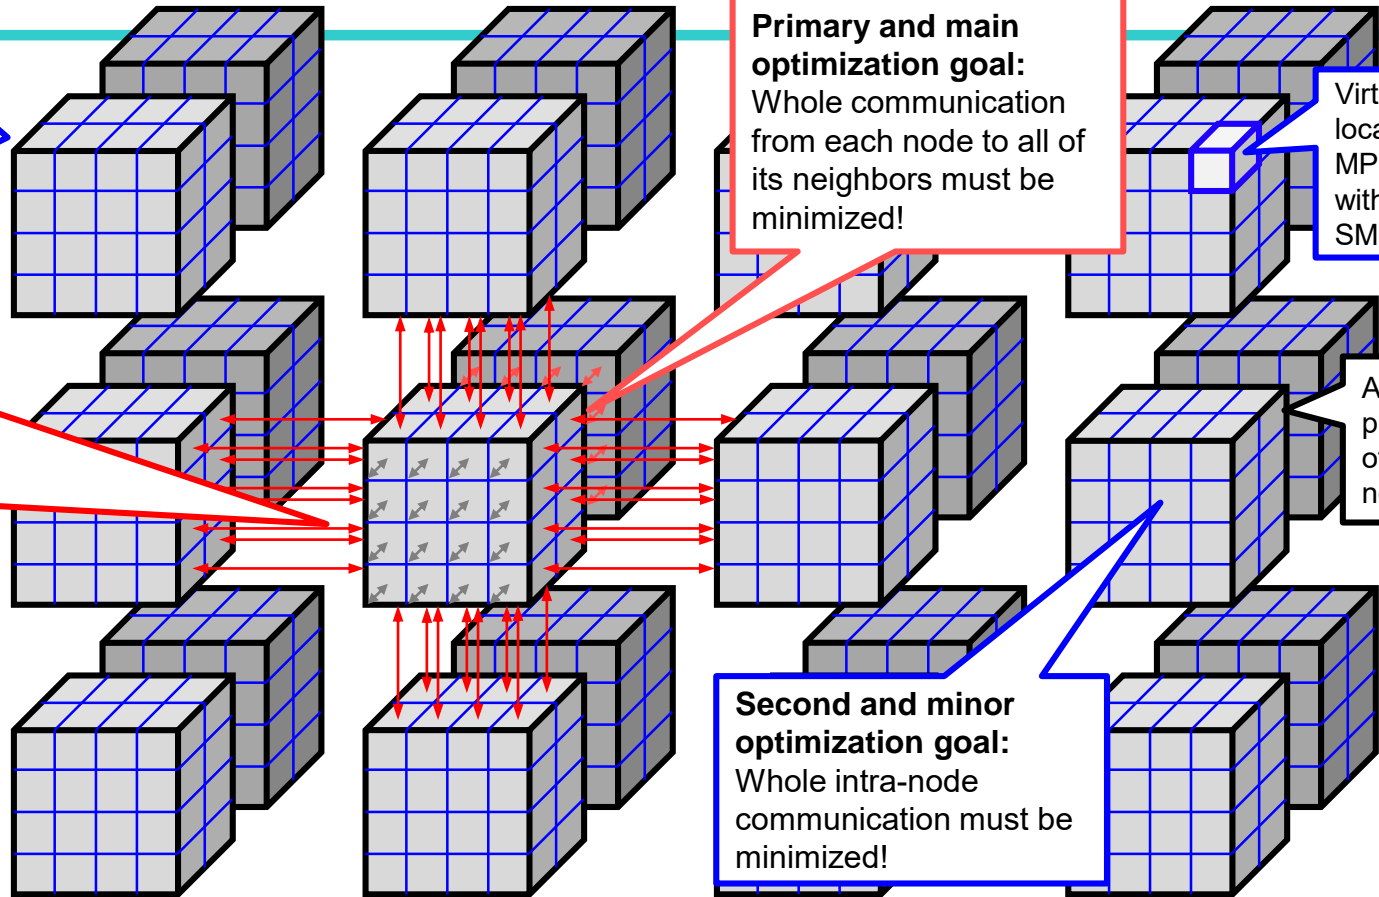 Primary and main
optimization goal:
Whole communication
from each node to all of
its neighbors must be
minimized!
with
Second and minor
optimization goal:
Whole intra-node
communication must be
minimized!